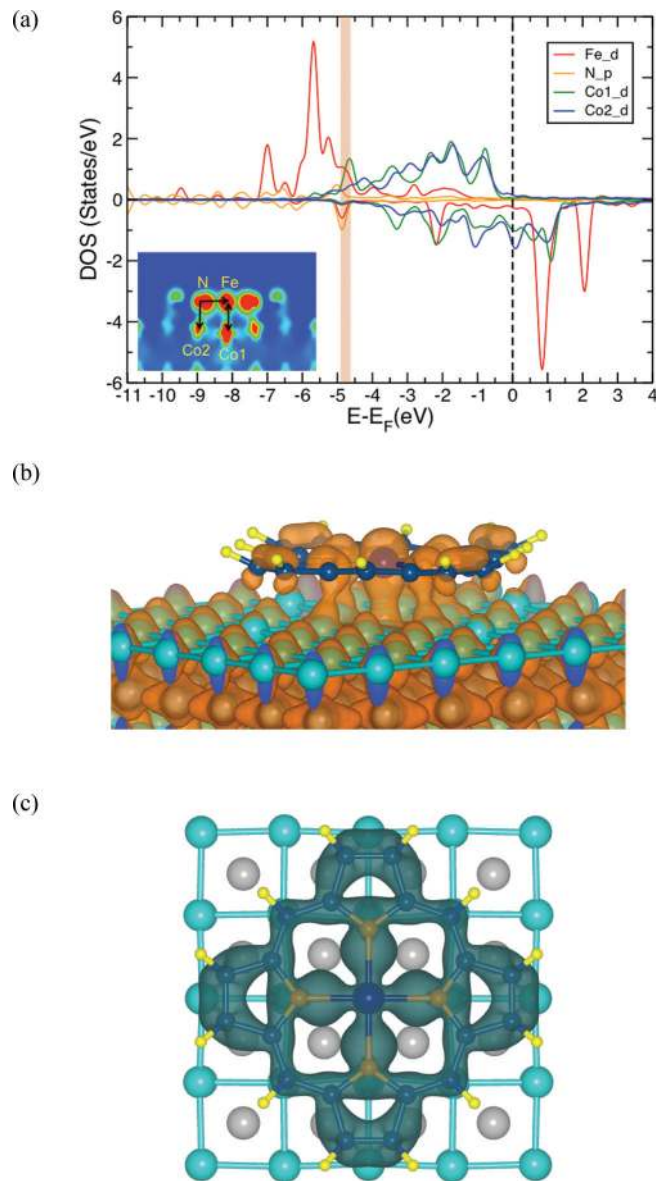 (a)
6
4
2
0
-2
-4
-6
DOS (States/eV)
Fe_d
N_p
Co1_d
Co2_d
N Fe
Co2 Co1
-11 -10 -9 -8 -7 -6 -5 -4 -3 -2 -1 0 1 2 3 4
E-E_F(eV)
(b)
(c)